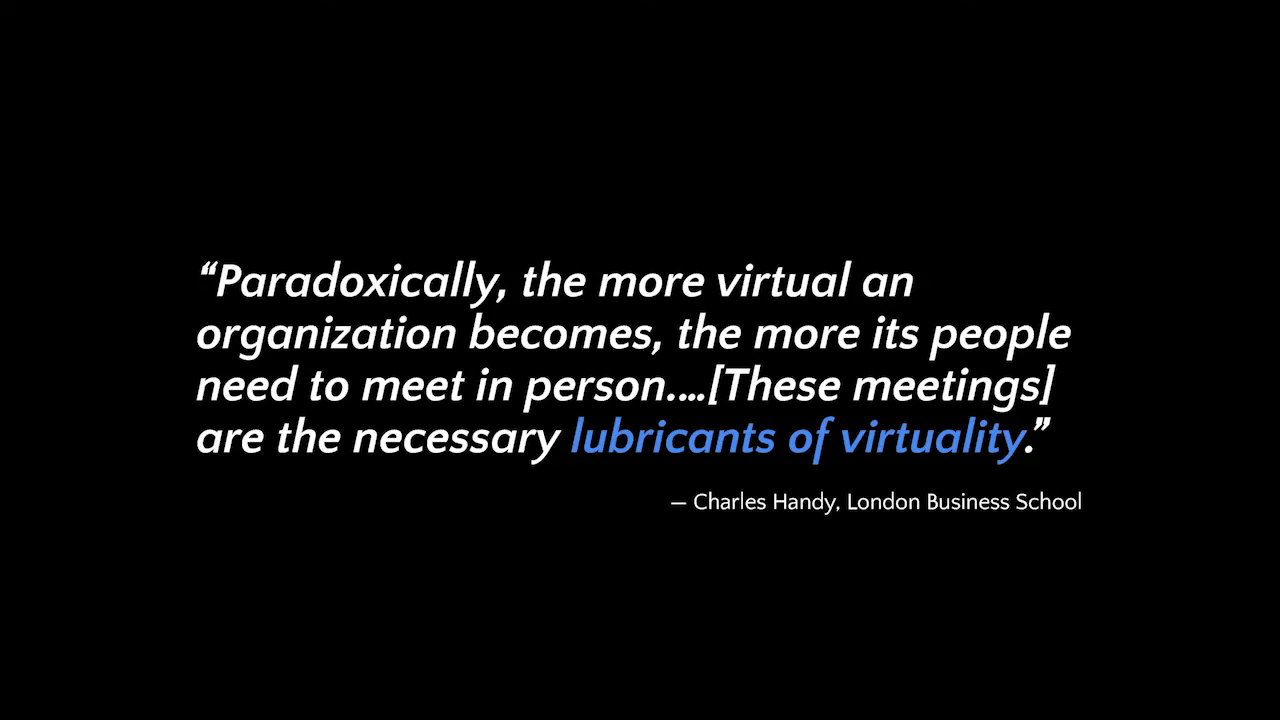 “Paradoxically, the more virtual an
organization becomes, the more its people
need to meet in person....[These meetings]
are the necessary lubricants of virtuality.”
— Charles Handy, London Business School